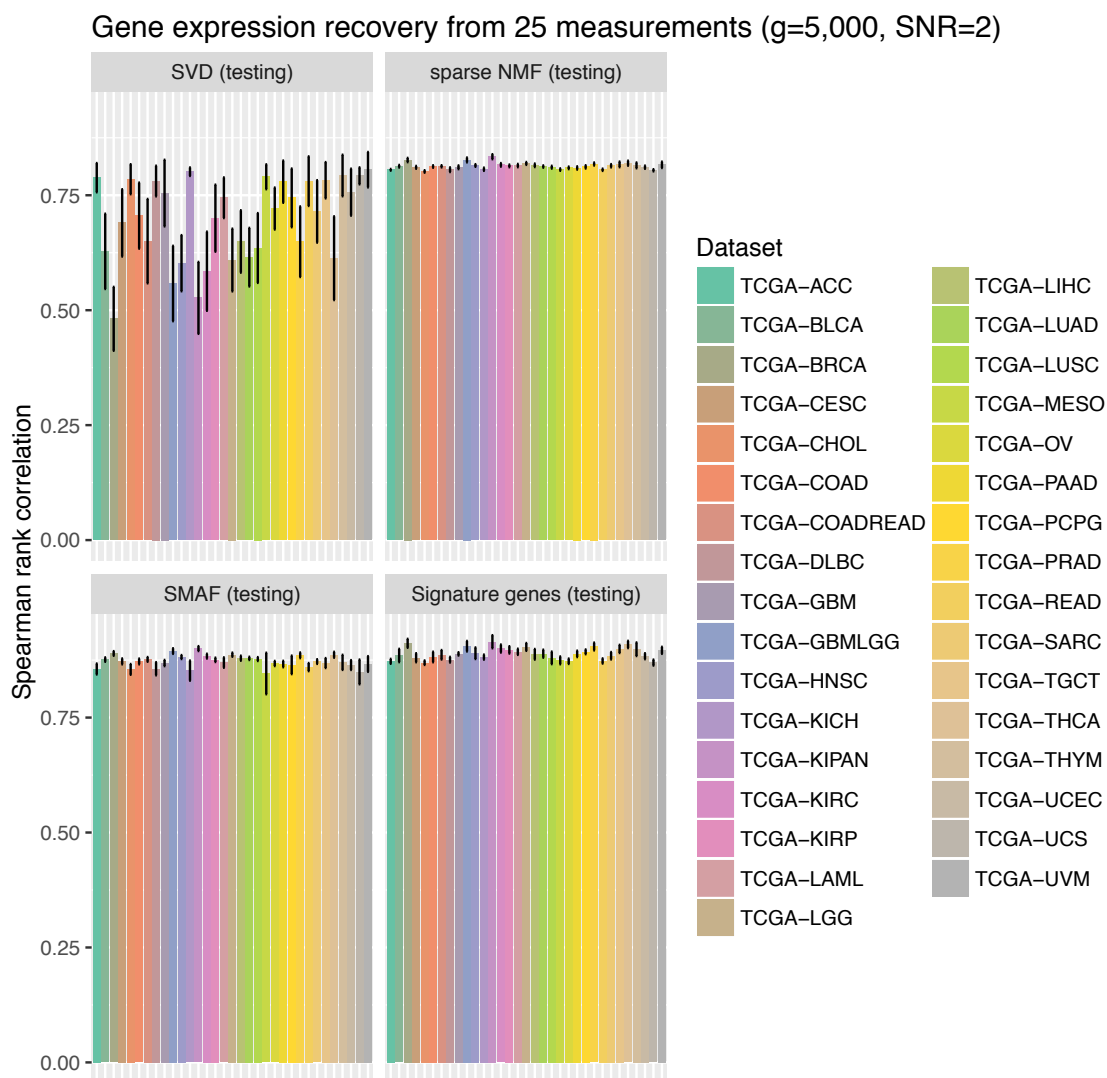 Gene expression recovery from 25 measurements (g=5,000, SNR=2)
SVD (testing)
sparse NMF (testing)
0.75
0.50
0.25
0.00
SMAF (testing)
Signature genes (testing)
0.75
0.50
0.25
0.00
Spearman rank correlation
Dataset
TCGA−ACC
TCGA−BLCA
TCGA−BRCA
TCGA−CESC
TCGA−CHOL
TCGA−COAD
TCGA−COADREAD
TCGA−DLBC
TCGA−GBM
TCGA−GBMLGG
TCGA−HNSC
TCGA−KICH
TCGA−KIPAN
TCGA−KIRC
TCGA−KIRP
TCGA−LAML
TCGA−LGG
TCGA−LIHC
TCGA−LUAD
TCGA−LUSC
TCGA−MESO
TCGA−OV
TCGA−PAAD
TCGA−PCPG
TCGA−PRAD
TCGA−READ
TCGA−SARC
TCGA−TGCT
TCGA−THCA
TCGA−THYM
TCGA−UCEC
TCGA−UCS
TCGA−UVM